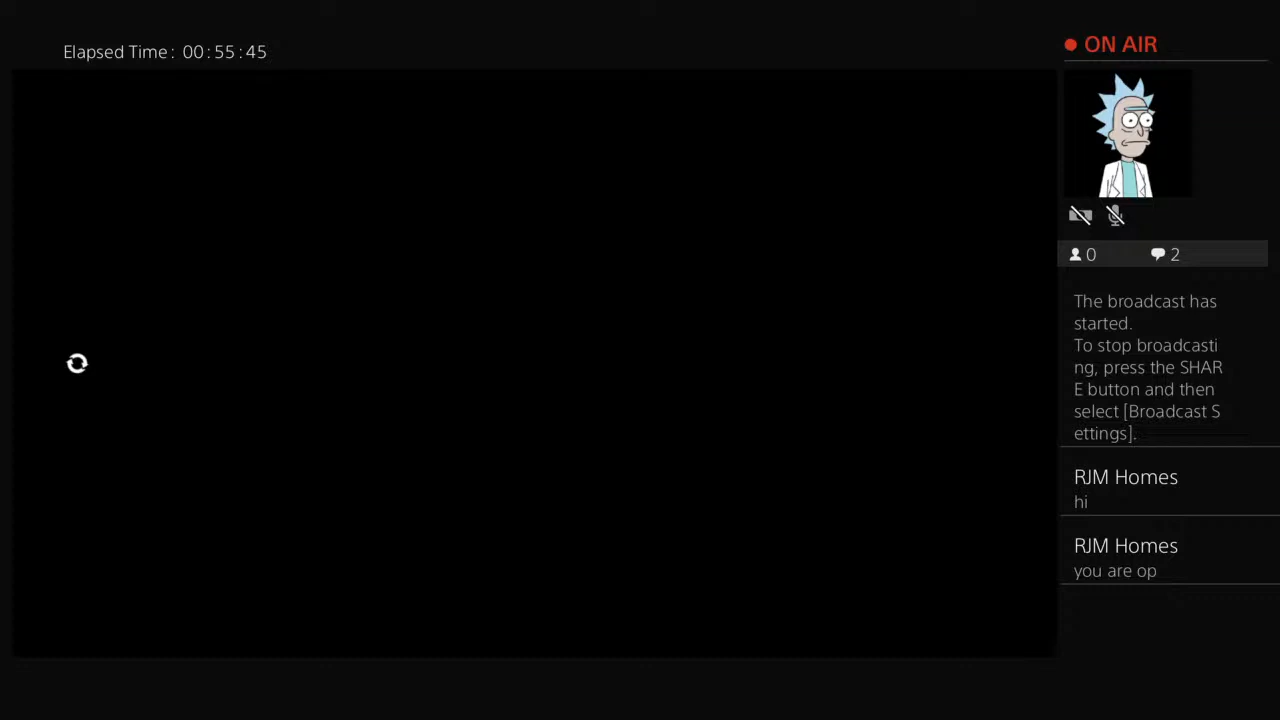 Elapsed Time: 00:55:45
ON AIR
0 2
The broadcast has
started.
To stop broadcasti
ng, press the SHAR
E button and then
select [Broadcast S
ettings].
RJM Homes
hi
RJM Homes
you are op